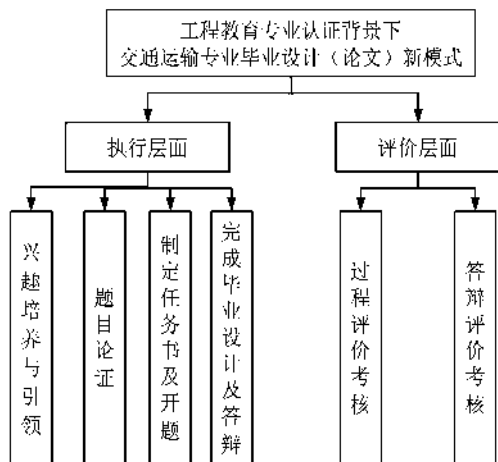 工程教育专业认证背景下
交通运输专业毕业设计（论文）新模式
执行层面
评价层面
兴趣培养与引领
题目论证
制定任务书及开题
完成毕业设计及答辩
过程评价考核
答辩评价考核